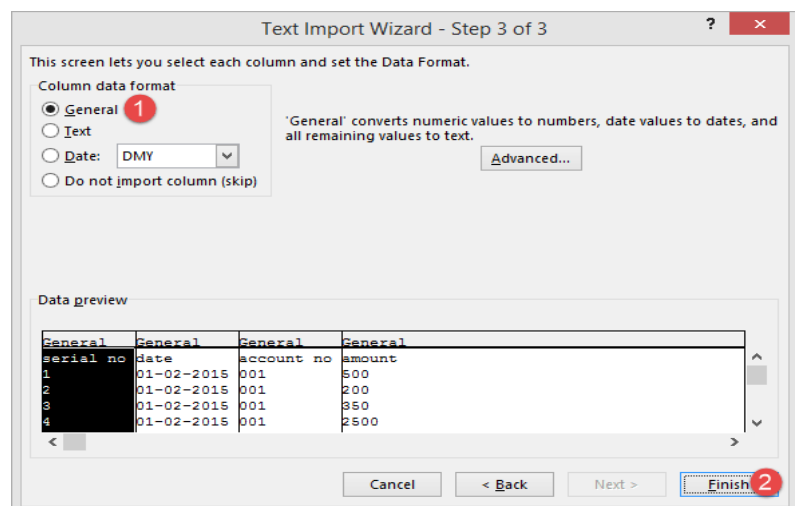 Text Import Wizard - Step 3 of 3
?
×
This screen lets you select each column and set the Data Format.
Column data format
General 1
Text
Date: DMY
Do not import column (skip)
'General' converts numeric values to numbers, date values to dates, and
all remaining values to text.
Advanced...
Data preview
General General General General
serial no date account no amount
1 01-02-2015 001 500
2 01-02-2015 001 200
3 01-02-2015 001 350
4 01-02-2015 001 2500
Cancel < Back Next > Finish 2